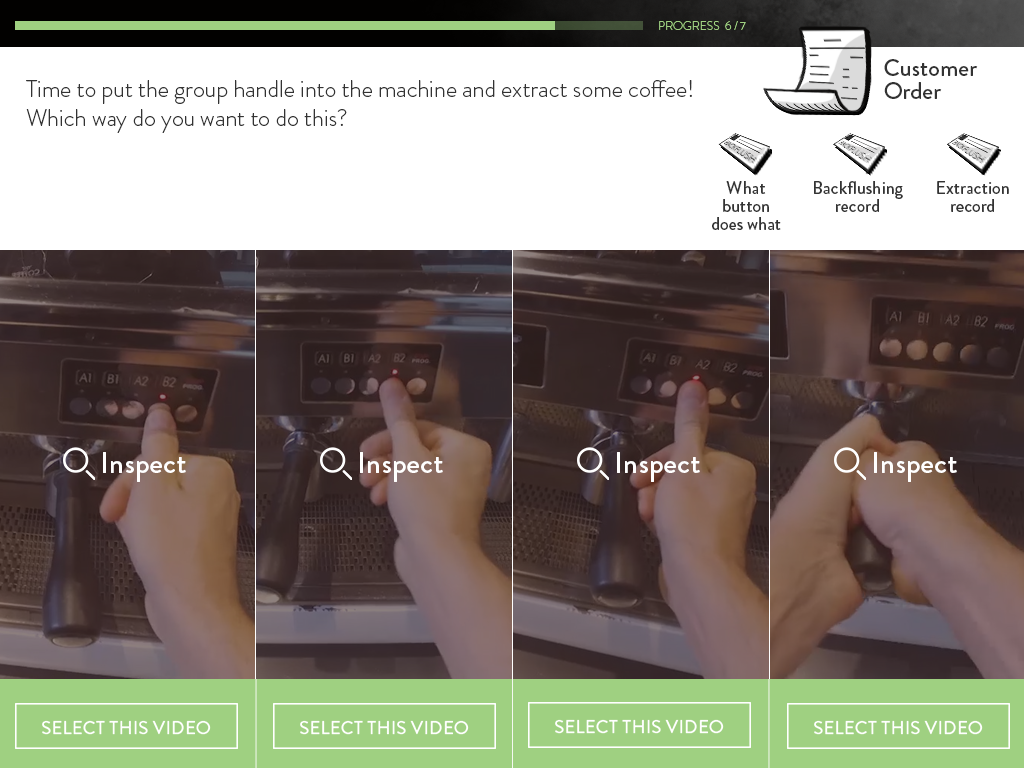 PROGRESS 6/7
Time to put the group handle into the machine and extract some coffee!
Which way do you want to do this?
Customer
Order
BACKFLUSH
BACKFLUSH
BACKFLUSH
What
button
does what
Backflushing
record
Extraction
record
A1 B1 A2 B2 PROG.
A1 B1 A2 B2 PROG.
A1 B1 A2 B2 PROG.
A1 B1 A2 B2 PROG.
Inspect
Inspect
Inspect
Inspect
SELECT THIS VIDEO
SELECT THIS VIDEO
SELECT THIS VIDEO
SELECT THIS VIDEO